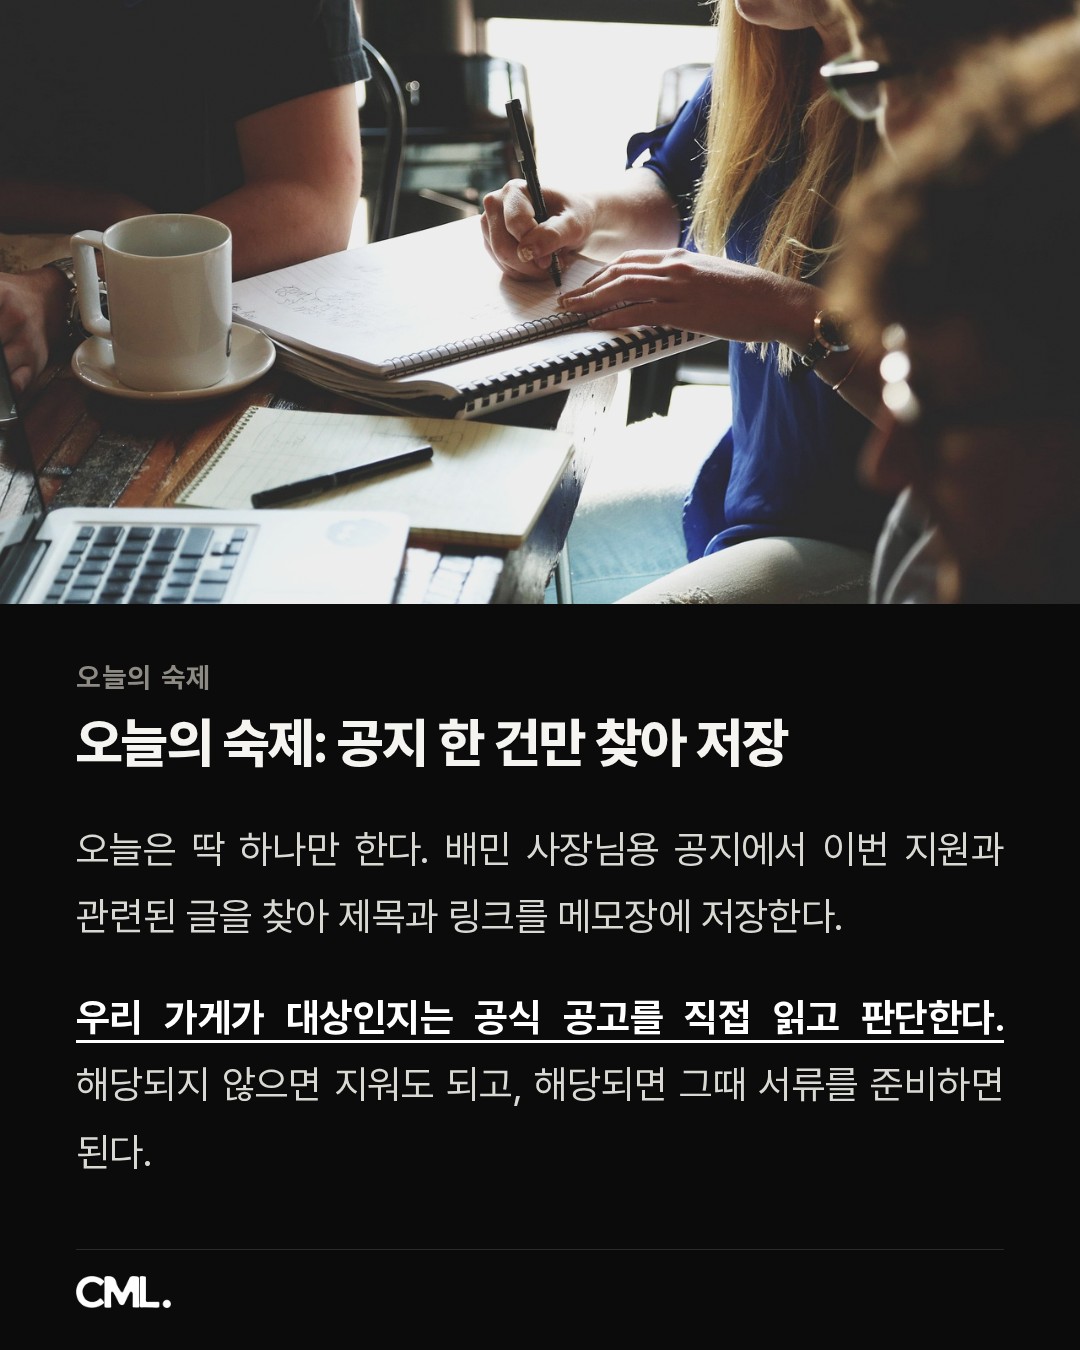 오늘의 숙제
오늘의 숙제: 공지 한 건만 찾아 저장
오늘은 딱 하나만 한다. 배민 사장님용 공지에서 이번 지원과
관련된 글을 찾아 제목과 링크를 메모장에 저장한다.
우리 가게가 대상인지는 공식 공고를 직접 읽고 판단한다.
해당되지 않으면 지워도 되고, 해당되면 그때 서류를 준비하면
된다.
CML.